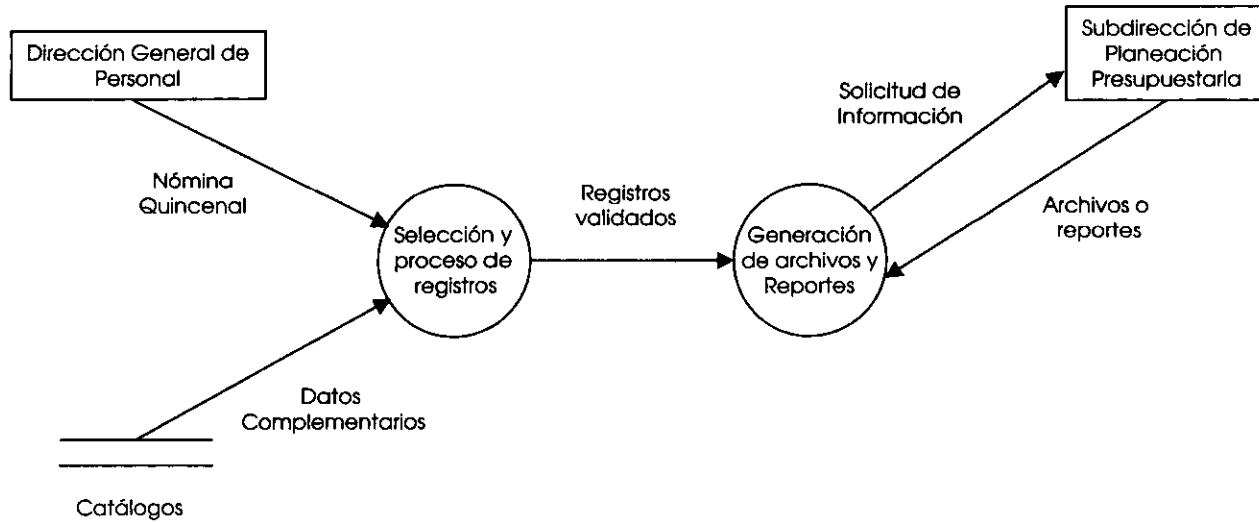 Dirección General de
Personal
Subdirección de
Planeación
Presupuestaria
Solicitud de
Información
Nómina
Quincenal
Registros
validados
Archivos o
reportes
Selección y
proceso de
registros
Generación
de archivos y
Reportes
Datos
Complementarios
Catálogos